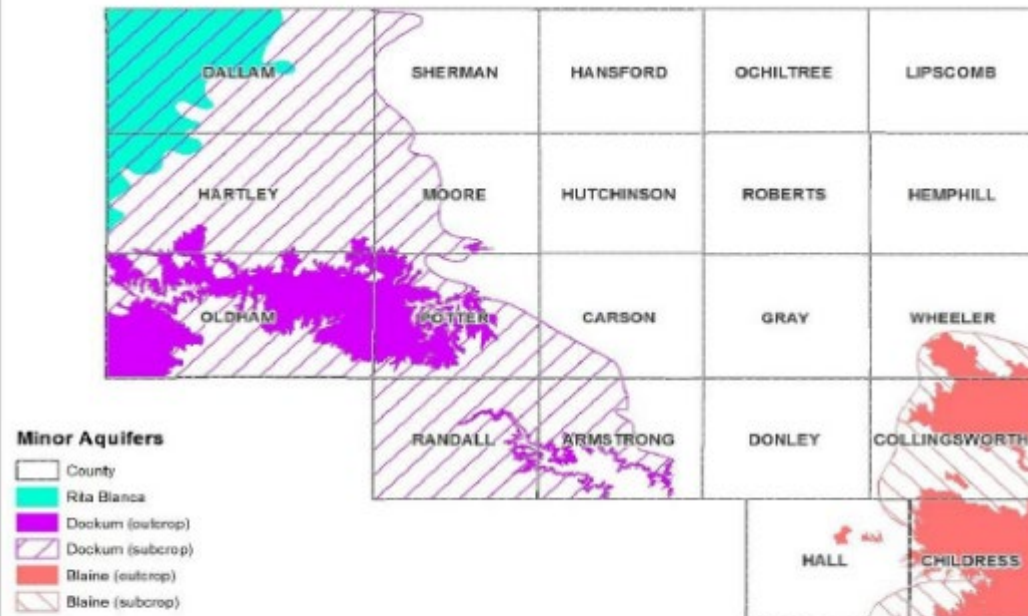 DALLAM SHERMAN HANSFORD OCHILTREE LIPSCOMB
HARTLEY MOORE HUTCHINSON ROBERTS HEMPHILL
OLDHAM POTTER CARSON GRAY WHEELER
RANDALL ARMSTRONG DONLEY COLLINGSWORTH
HALL CHILDRESS
Minor Aquifers
County
Rita Blanca
Dockum (outcrop)
Dockum (subcrop)
Blaine (outcrop)
Blaine (subcrop)